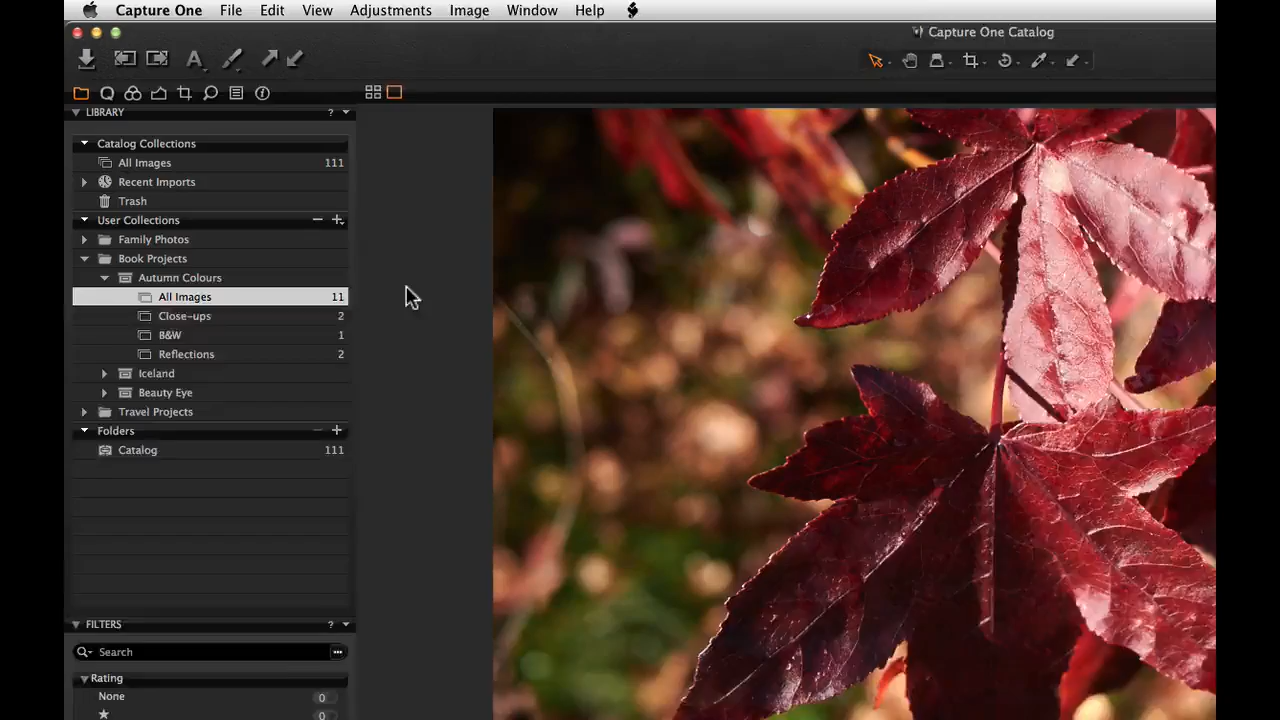 Capture One File Edit View Adjustments Image Window Help
Capture One Catalog
A
LIBRARY ?
Catalog Collections
All Images 111
Recent Imports
Trash
User Collections
Family Photos
Book Projects
Autumn Colours
All Images 11
Close-ups 2
B&W 1
Reflections 2
Iceland
Beauty Eye
Travel Projects
Folders
Catalog 111
FILTERS ?
Search
Rating
None 0
0